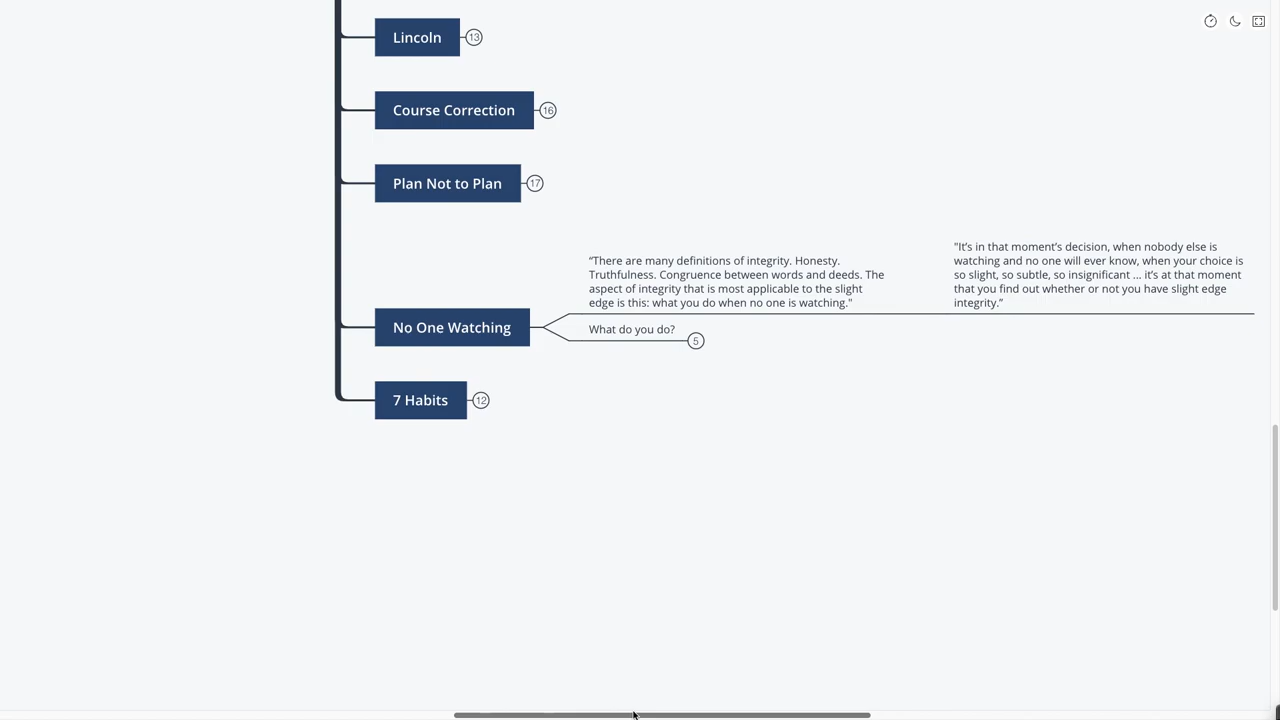 Lincoln
13
Course Correction
16
Plan Not to Plan
17
No One Watching
“There are many definitions of integrity. Honesty.
Truthfulness. Congruence between words and deeds. The
aspect of integrity that is most applicable to the slight
edge is this: what you do when no one is watching."
"It’s in that moment’s decision, when nobody else is
watching and no one will ever know, when your choice is
so slight, so subtle, so insignificant ... it’s at that moment
that you find out whether or not you have slight edge
integrity.”
What do you do?
5
7 Habits
12